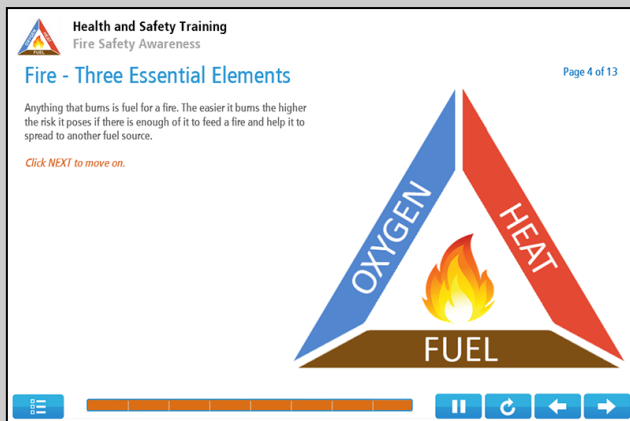 Health and Safety Training
Fire Safety Awareness
Fire - Three Essential Elements
Page 4 of 13
Anything that burns is fuel for a fire. The easier it burns the higher
the risk it poses if there is enough of it to feed a fire and help it to
spread to another fuel source.
Click NEXT to move on.
OXYGEN
HEAT
FUEL
OXYGEN
HEAT
FUEL